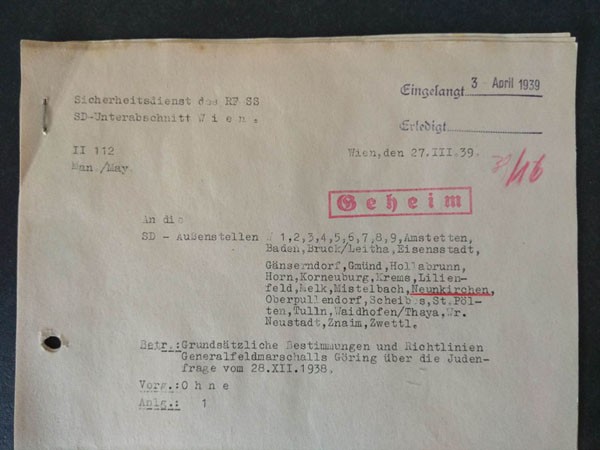 Eingelangt 3 - April 1939
Sicherheitsdienst des RF SS
SD-Unterabschnitt W i e n .
Erledigt
II 112
Man./May.
Wien, den 27.III.39.
Geheim
An die
SD - Außenstellen W 1,2,3,4,5,6,7,8,9,Amstetten,
Baden,Bruck/Leitha,Eisensstadt,
Gänserndorf,Gmünd,Hollabrunn,
Horn,Korneuburg,Krems,Lilien-
feld,Melk,Mistelbach,Neunkirchen,
Oberpullendorf,Scheibbs,St.Pöl-
ten,Tulln,Waidhofen/Thaya,Wr.
Neustadt,Znaim,Zwettl.
Betr.:Grundsätzliche Bestimmungen und Richtlinien
Generalfeldmarschalls Göring über die Juden-
frage vom 28.XII.1938.
Vorg.:O h n e
Anlg.: 1